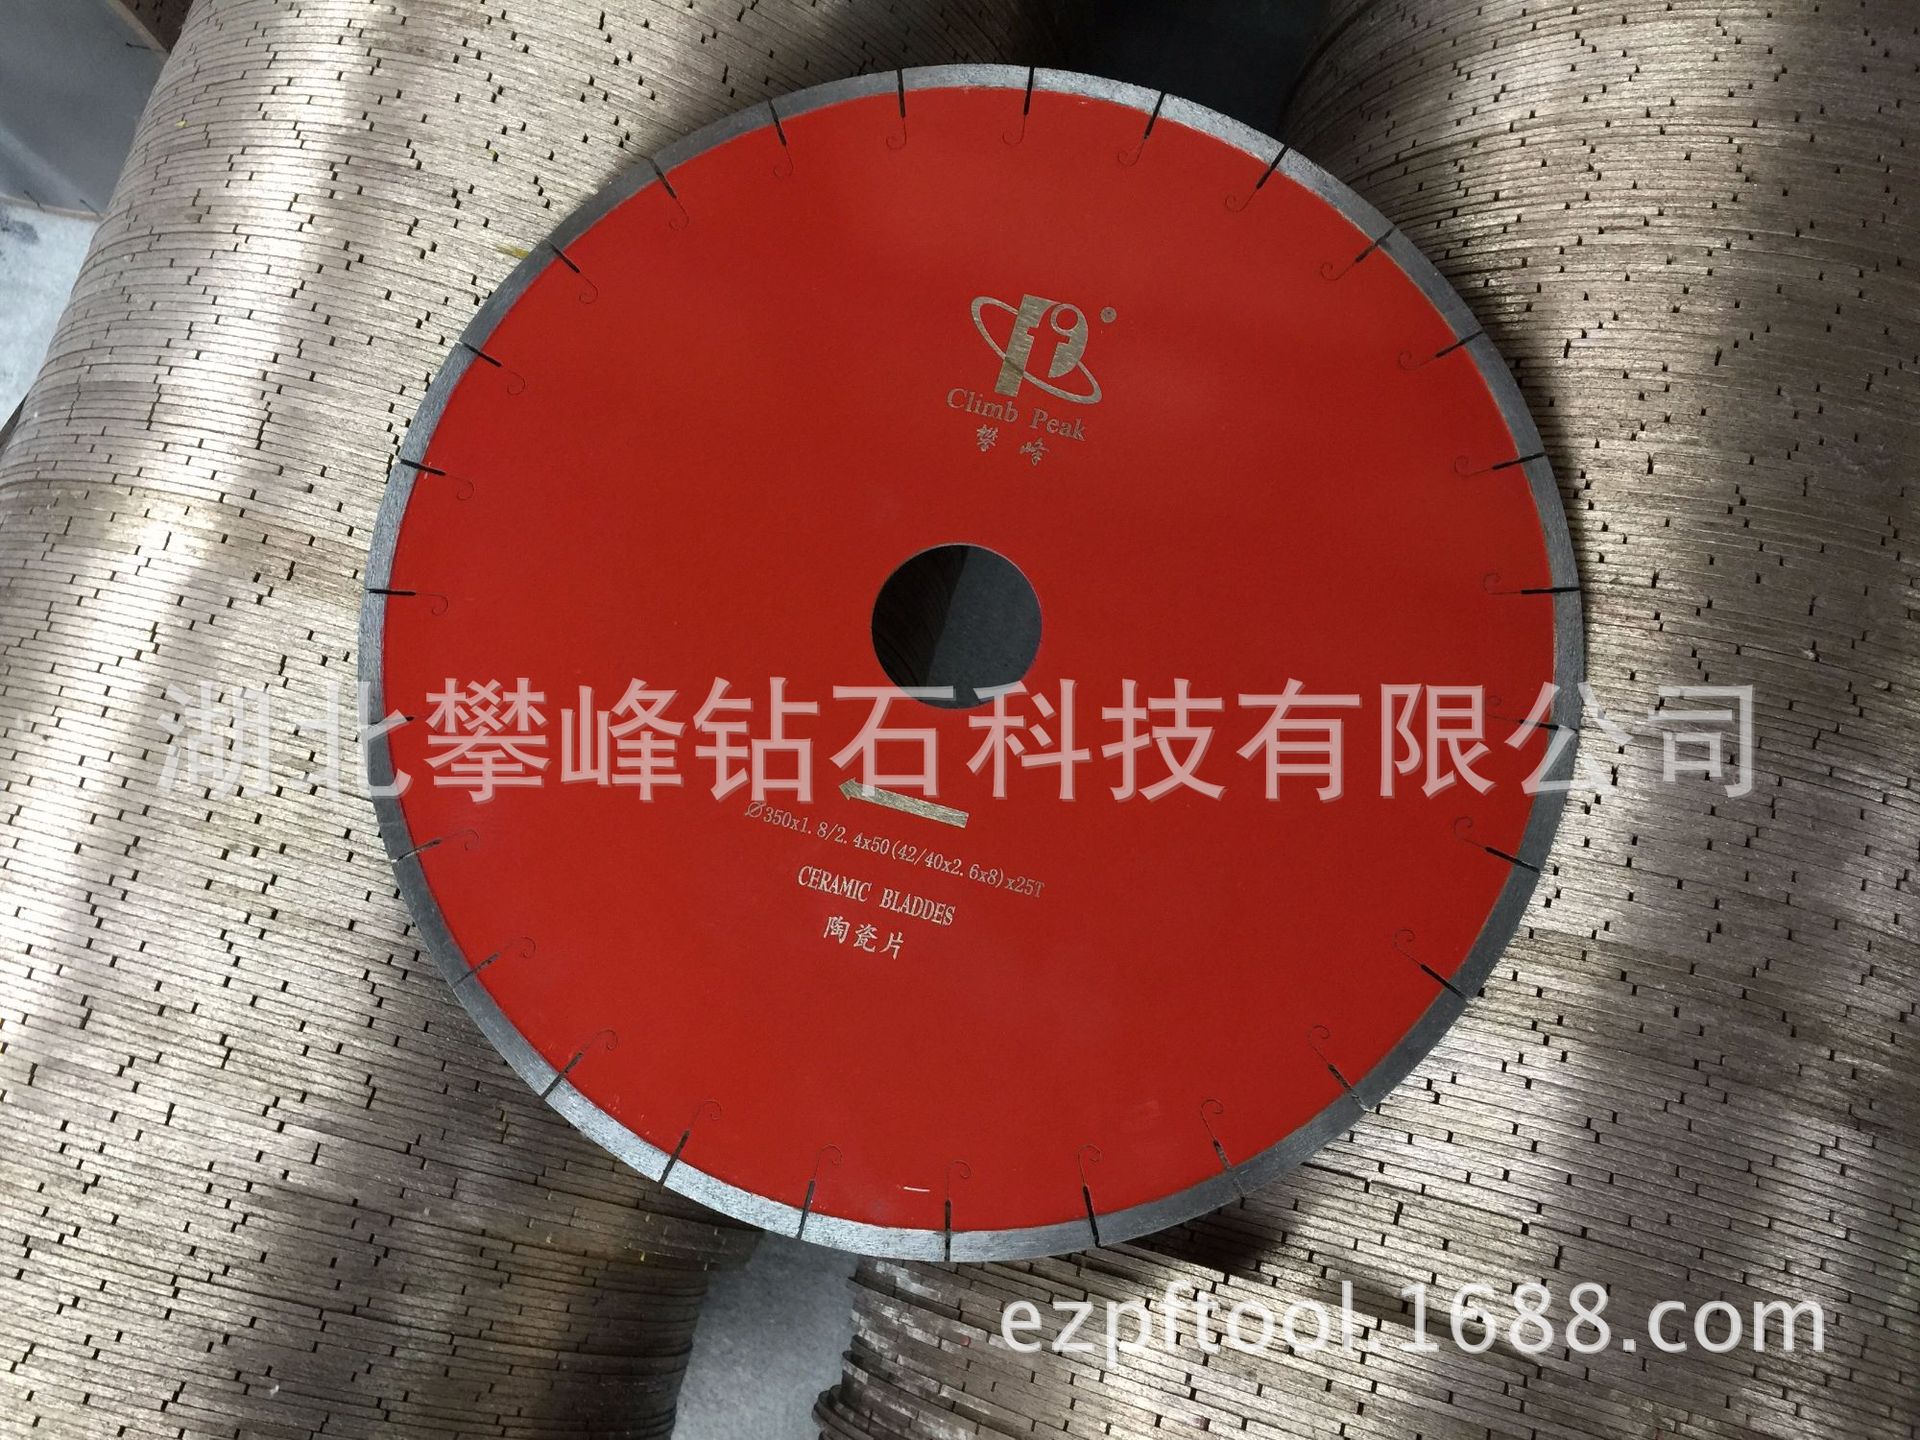 Climb Peak
攀峰
湖北攀峰钻石科技有限公司
Ø350x1.8/2.4x50(42/40x2.6x8)x25T
CERAMIC BLADDES
陶瓷片
ezpftool.1688.com